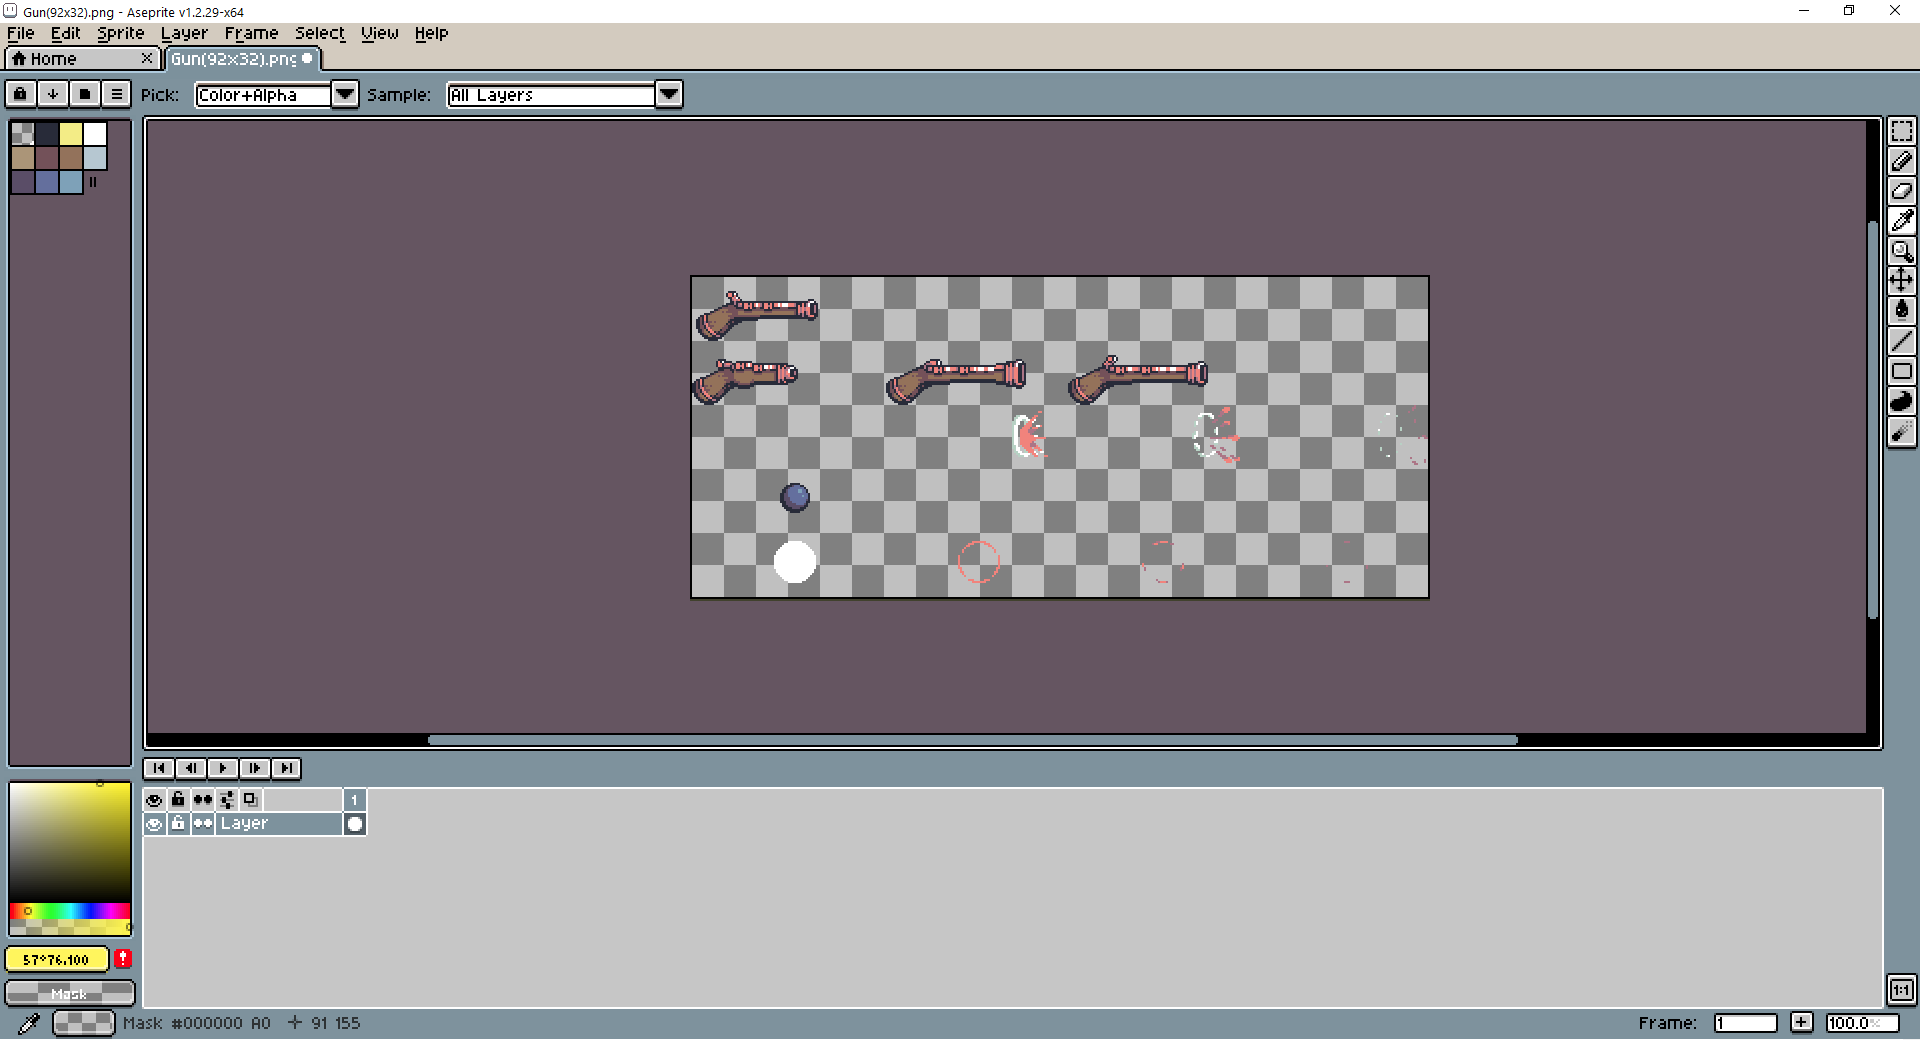 Gun(92x32).png - Aseprite v1.2.29-x64
File Edit Sprite Layer Frame Select View Help
Home Gun(92x32).png
Pick: Color+Alpha Sample: All Layers
1
Layer
57°76.100
Mask
1:1
Mask #000000 A0 91 155 Frame: 1 100.0